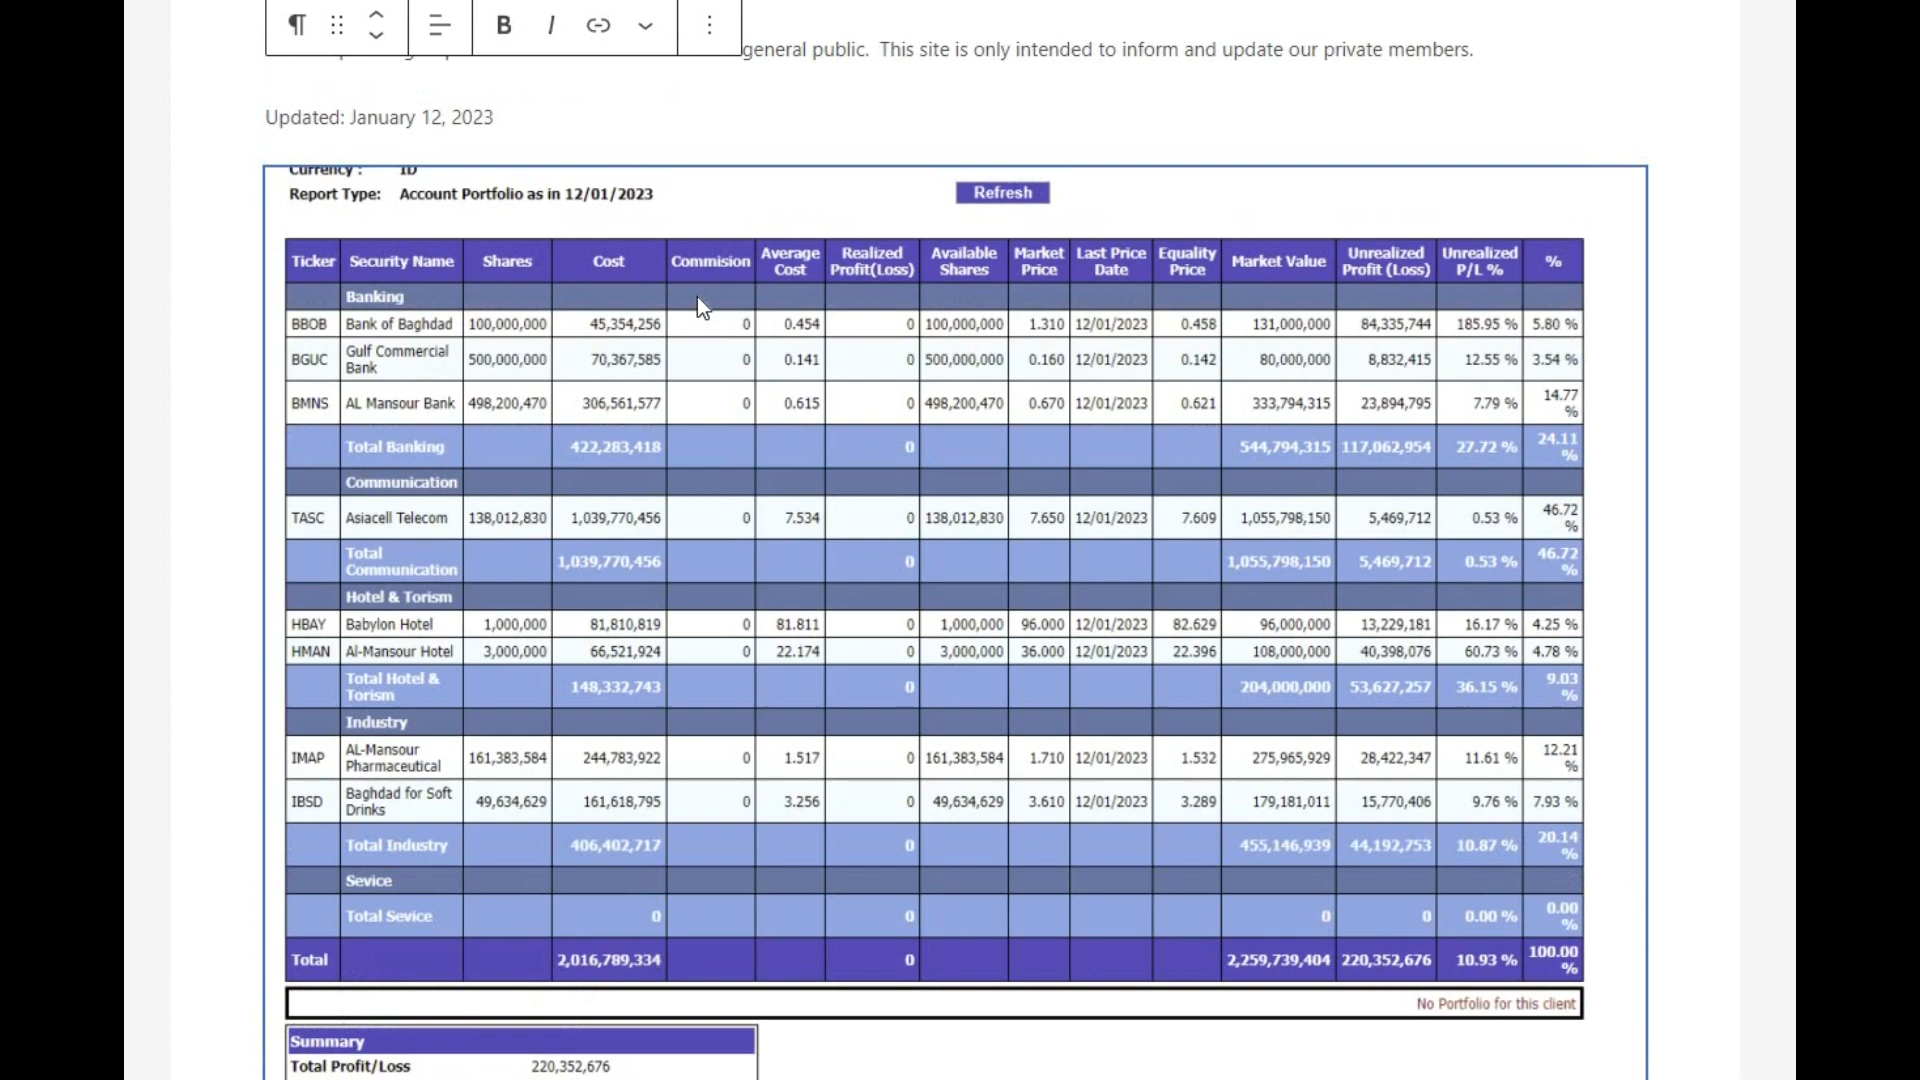 general public.  This site is only intended to inform and update our private members.
Updated: January 12, 2023
Currency : ID
Report Type: Account Portfolio as in 12/01/2023 Refresh
Ticker Security Name Shares Cost Commision Average Cost Realized Profit(Loss) Available Shares Market Price Last Price Date Equality Price Market Value Unrealized Profit (Loss) Unrealized P/L % %
Banking
BBOB Bank of Baghdad 100,000,000 45,354,256 0 0.454 0 100,000,000 1.310 12/01/2023 0.458 131,000,000 84,335,744 185.95 % 5.80 %
BGUC Gulf Commercial Bank 500,000,000 70,367,585 0 0.141 0 500,000,000 0.160 12/01/2023 0.142 80,000,000 8,832,415 12.55 % 3.54 %
BMNS AL Mansour Bank 498,200,470 306,561,577 0 0.615 0 498,200,470 0.670 12/01/2023 0.621 333,794,315 23,894,795 7.79 % 14.77 %
Total Banking 422,283,418 0 544,794,315 117,062,954 27.72 % 24.11 %
Communication
TASC Asiacell Telecom 138,012,830 1,039,770,456 0 7.534 0 138,012,830 7.650 12/01/2023 7.609 1,055,798,150 5,469,712 0.53 % 46.72 %
Total Communication 1,039,770,456 0 1,055,798,150 5,469,712 0.53 % 46.72 %
Hotel & Torism
HBAY Babylon Hotel 1,000,000 81,810,819 0 81.811 0 1,000,000 96.000 12/01/2023 82.629 96,000,000 13,229,181 16.17 % 4.25 %
HMAN Al-Mansour Hotel 3,000,000 66,521,924 0 22.174 0 3,000,000 36.000 12/01/2023 22.396 108,000,000 40,398,076 60.73 % 4.78 %
Total Hotel & Torism 148,332,743 0 204,000,000 53,627,257 36.15 % 9.03 %
Industry
IMAP AL-Mansour Pharmaceutical 161,383,584 244,783,922 0 1.517 0 161,383,584 1.710 12/01/2023 1.532 275,965,929 28,422,347 11.61 % 12.21 %
IBSD Baghdad for Soft Drinks 49,634,629 161,618,795 0 3.256 0 49,634,629 3.610 12/01/2023 3.289 179,181,011 15,770,406 9.76 % 7.93 %
Total Industry 406,402,717 0 455,146,939 44,192,753 10.87 % 20.14 %
Sevice
Total Sevice 0 0 0 0 0.00 % 0.00 %
Total 2,016,789,334 0 2,259,739,404 220,352,676 10.93 % 100.00 %
No Portfolio for this client
Summary
Total Profit/Loss 220,352,676